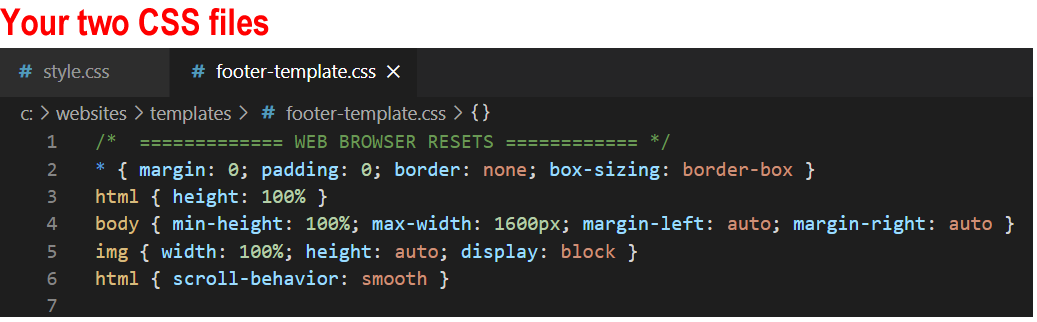 Your two CSS files
# style.css # footer-template.css ×
c: > websites > templates > # footer-template.css > {}
1 /* ============= WEB BROWSER RESETS ============ */
2 * { margin: 0; padding: 0; border: none; box-sizing: border-box }
3 html { height: 100% }
4 body { min-height: 100%; max-width: 1600px; margin-left: auto; margin-right: auto }
5 img { width: 100%; height: auto; display: block }
6 html { scroll-behavior: smooth }
7